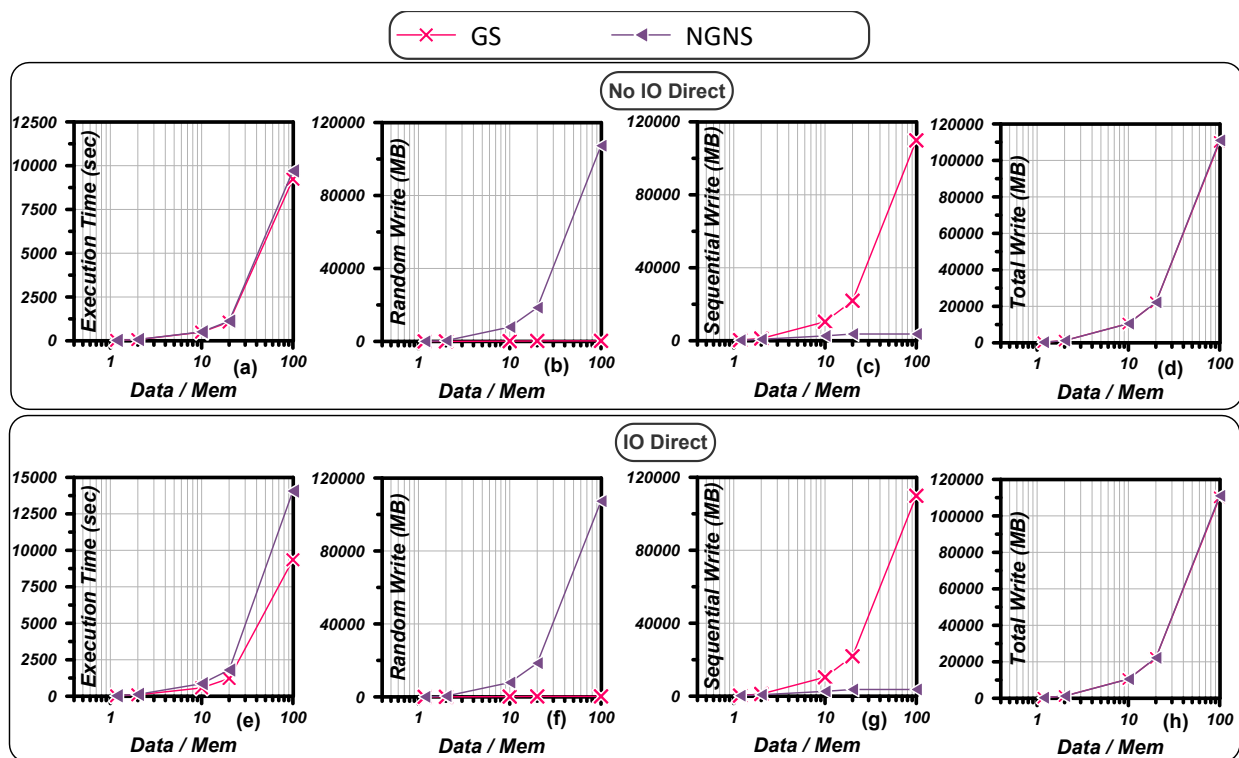 GS NGNS
No IO Direct
Execution Time (sec)
12500
10000
7500
5000
2500
0
1 10 100
(a)
Data / Mem
Random Write (MB)
120000
80000
40000
0
1 10 100
(b)
Data / Mem
Sequential Write (MB)
120000
80000
40000
0
1 10 100
(c)
Data / Mem
Total Write (MB)
120000
100000
80000
60000
40000
20000
0
1 10 100
(d)
Data / Mem
IO Direct
Execution Time (sec)
15000
12500
10000
7500
5000
2500
0
1 10 100
(e)
Data / Mem
Random Write (MB)
120000
80000
40000
0
1 10 100
(f)
Data / Mem
Sequential Write (MB)
120000
80000
40000
0
1 10 100
(g)
Data / Mem
Total Write (MB)
120000
100000
80000
60000
40000
20000
0
1 10 100
(h)
Data / Mem